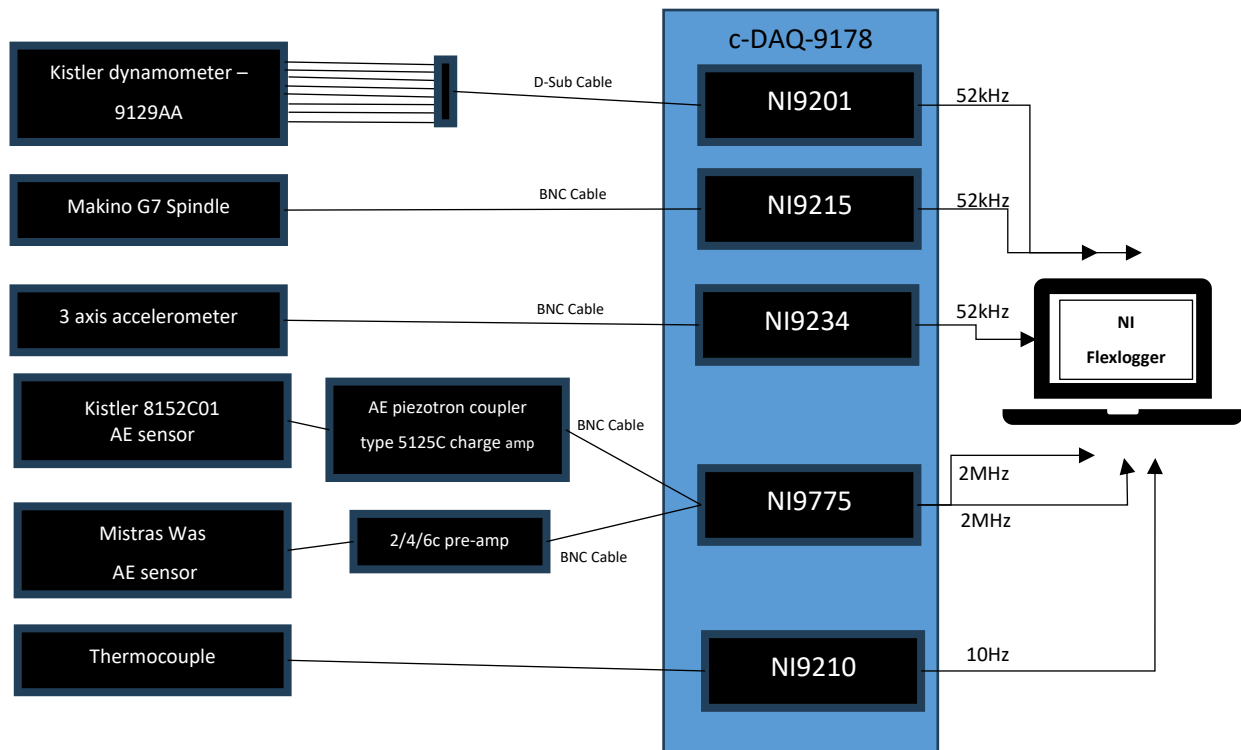 c-DAQ-9178
Kistler dynamometer –
9129AA
D-Sub Cable
NI9201
52kHz
Makino G7 Spindle
BNC Cable
NI9215
52kHz
3 axis accelerometer
BNC Cable
NI9234
52kHz
NI
Flexlogger
Kistler 8152C01
AE sensor
AE piezotron coupler
type 5125C charge amp
BNC Cable
NI9775
2MHz
2MHz
Mistras Was
AE sensor
2/4/6c pre-amp
BNC Cable
Thermocouple
NI9210
10Hz